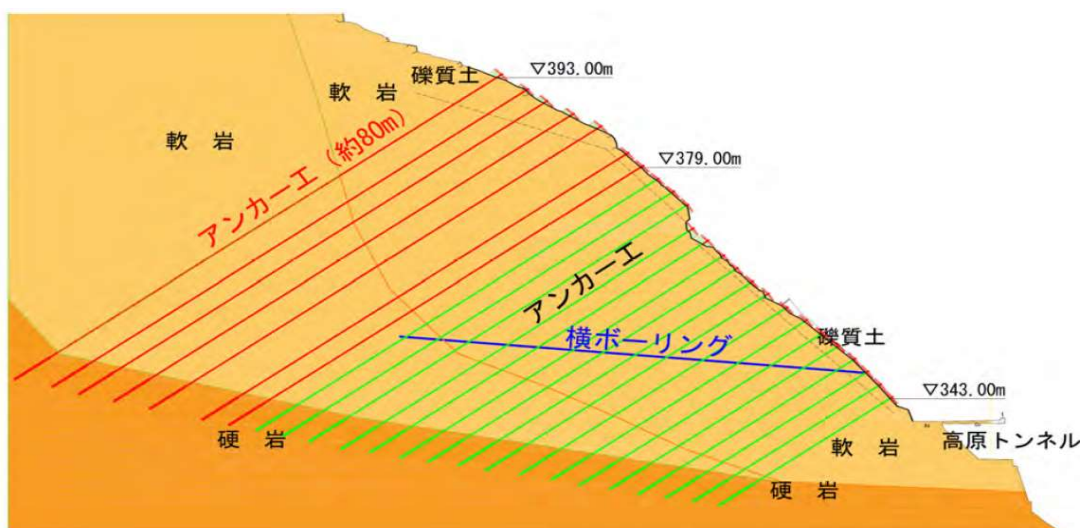 ▽393.00m
礫質土
軟 岩
軟 岩
アンカー工(約80m)
▽379.00m
アンカー工
横ボーリング
礫質土
▽343.00m
硬 岩
軟 岩
高原トンネル
硬 岩